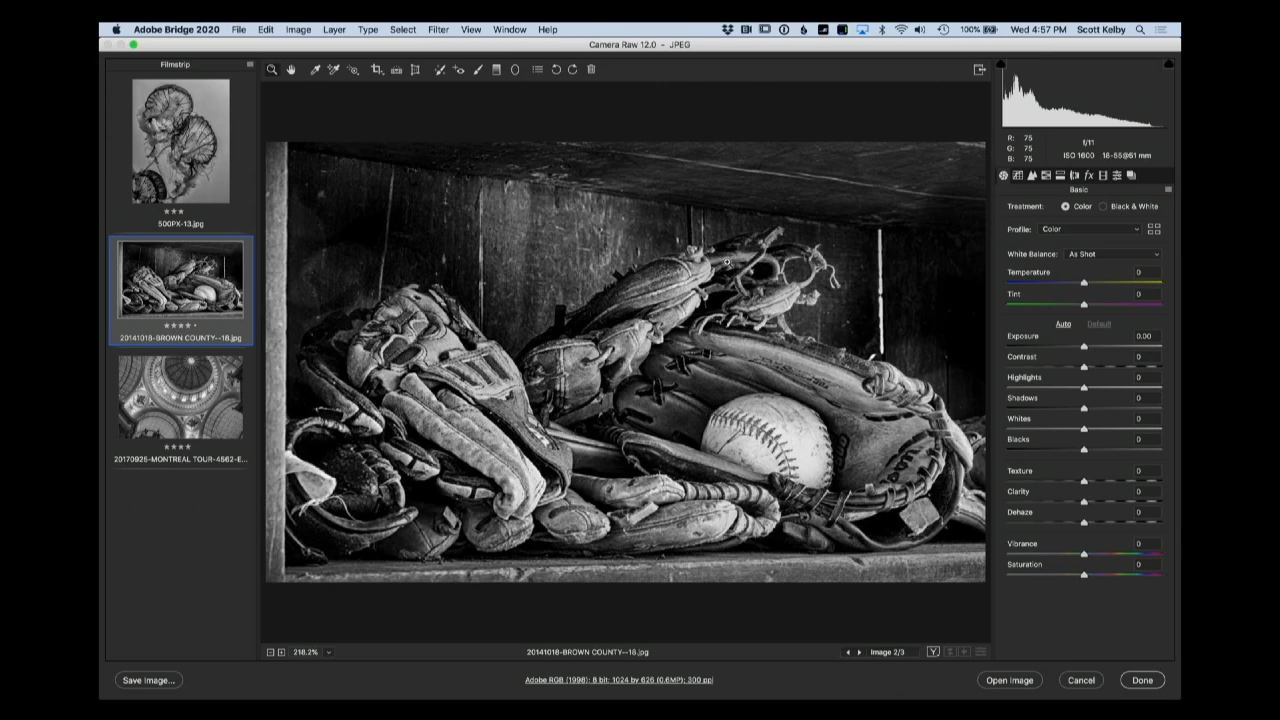 Adobe Bridge 2020 File Edit Image Layer Type Select Filter View Window Help 100% Wed 4:57 PM Scott Kelby
Camera Raw 12.0 - JPEG
Filmstrip
500PX-13.jpg
20141018-BROWN COUNTY--18.jpg
20170925-MONTREAL TOUR-4562-E...
R: 75
G: 75
B: 75
f/11
ISO 1600 18-55@51 mm
fx
Basic
Treatment: Color Black & White
Profile: Color
White Balance: As Shot
Temperature 0
Tint 0
Auto Default
Exposure 0.00
Contrast 0
Highlights 0
Shadows 0
Whites 0
Blacks 0
Texture 0
Clarity 0
Dehaze 0
Vibrance 0
Saturation 0
218.2% 20141018-BROWN COUNTY--18.jpg Image 2/3 Y
Save Image... Adobe RGB (1998); 8 bit; 1024 by 626 (0.6MP); 300 ppi Open Image Cancel Done